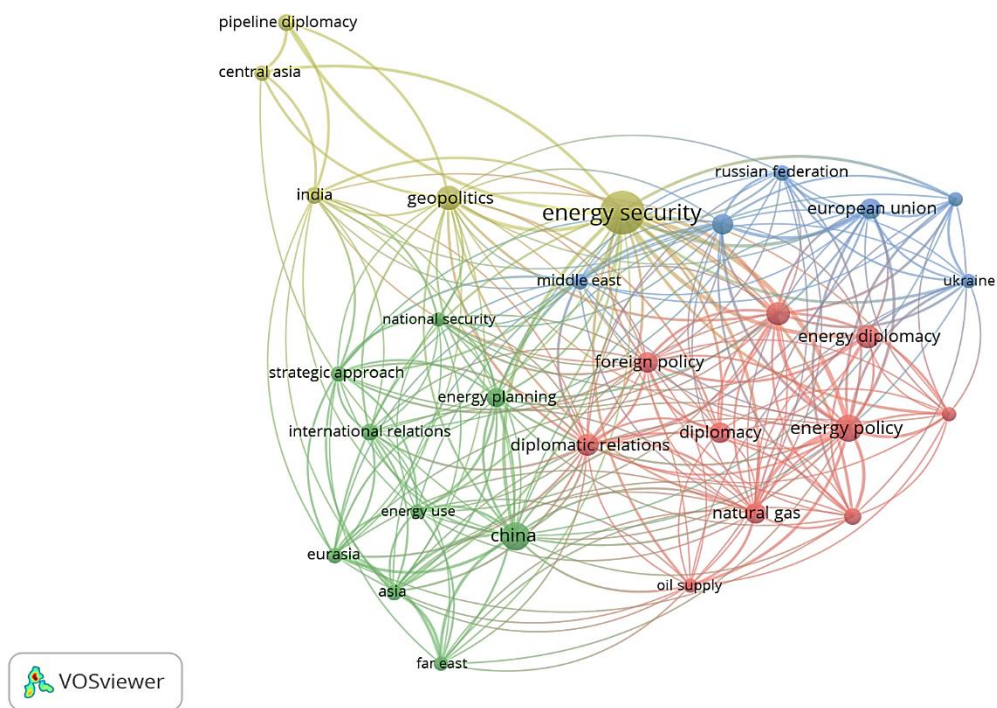 pipeline diplomacy
central asia
russian federation
india
geopolitics
energy security
european union
middle east
ukraine
national security
energy diplomacy
foreign policy
strategic approach
energy planning
international relations
diplomatic relations
diplomacy
energy policy
energy use
natural gas
china
eurasia
asia
oil supply
far east
VOSviewer